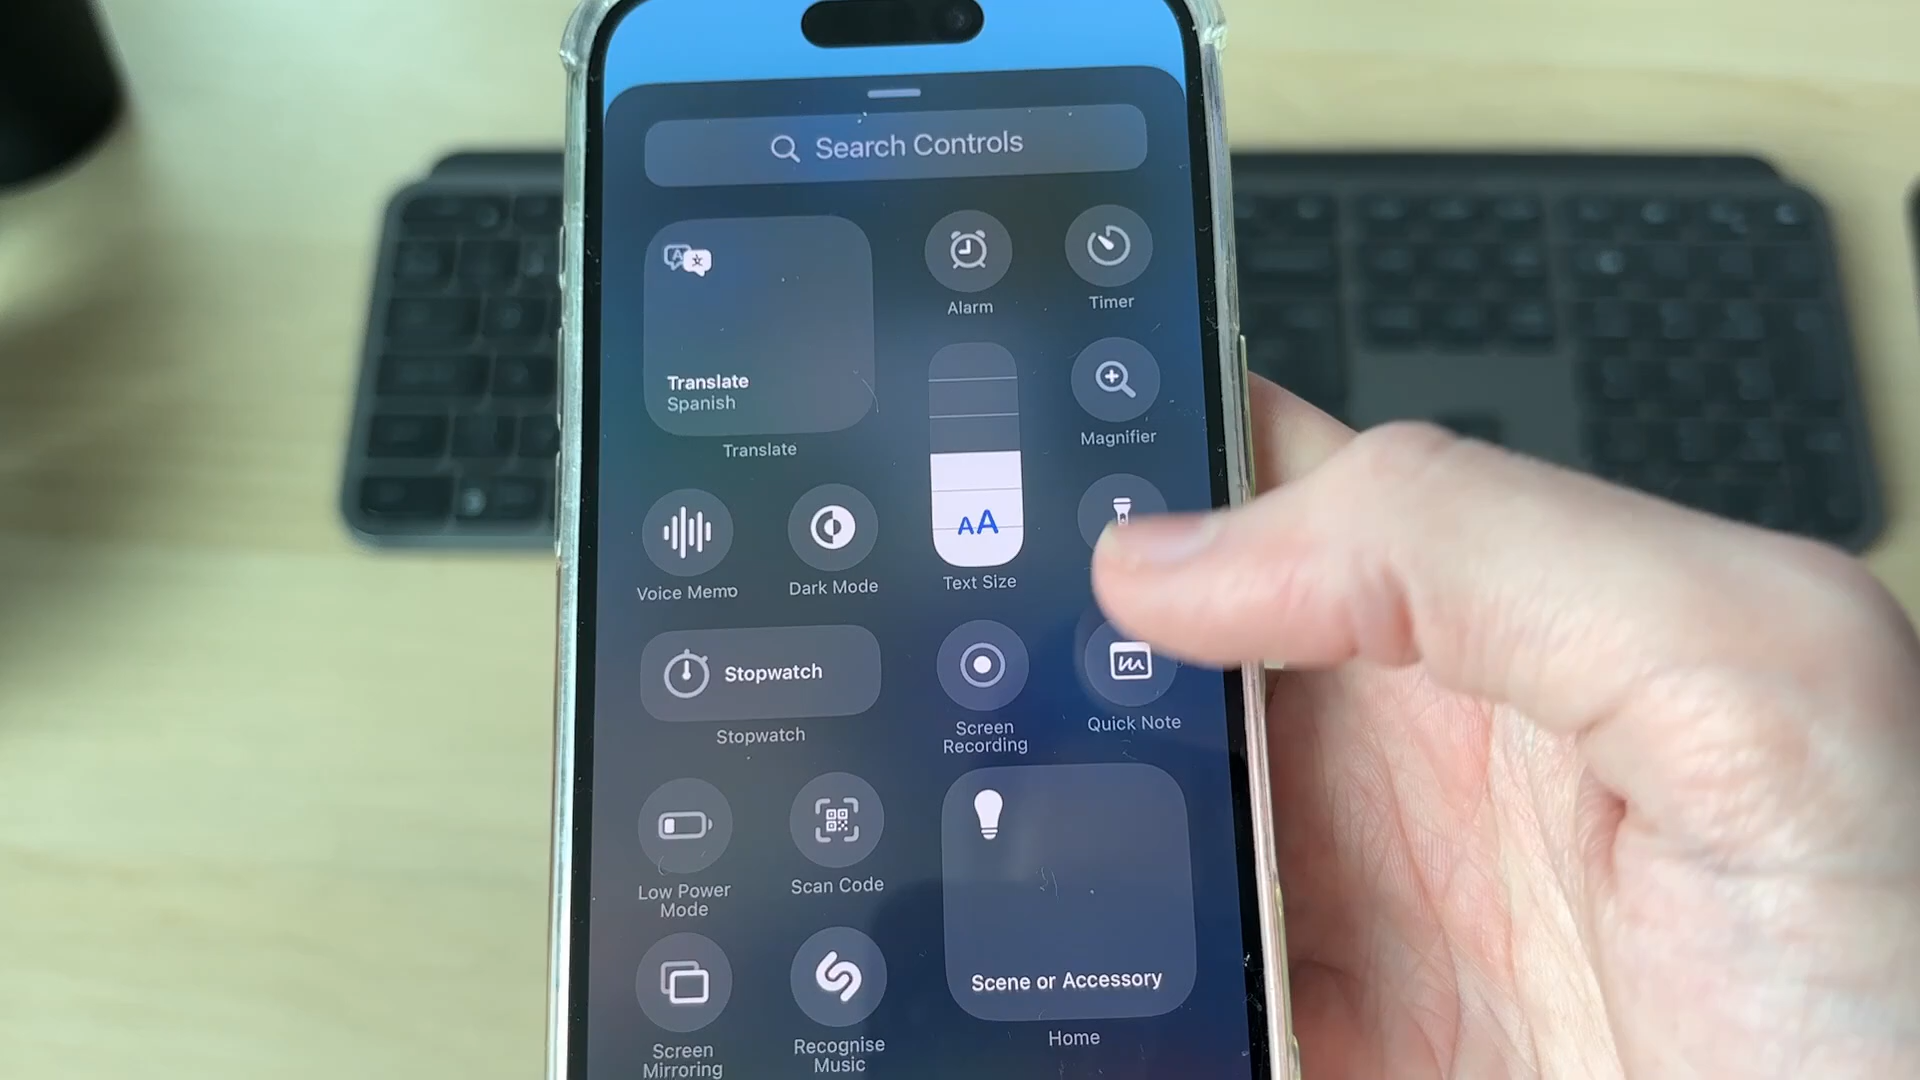 Search Controls
Alarm
Timer
Translate
Spanish
Translate
Magnifier
AA
Voice Memo
Dark Mode
Text Size
Stopwatch
Stopwatch
Screen
Recording
Quick Note
Low Power
Mode
Scan Code
Scene or Accessory
Home
Screen
Mirroring
Recognise
Music